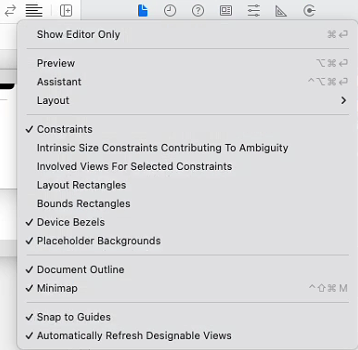 Show Editor Only ⌘⏎
Preview ⌥⌘⏎
Assistant ^⌥⌘⏎
Layout
✓ Constraints
Intrinsic Size Constraints Contributing To Ambiguity
Involved Views For Selected Constraints
Layout Rectangles
Bounds Rectangles
✓ Device Bezels
✓ Placeholder Backgrounds
✓ Document Outline
✓ Minimap ^⇧⌘M
✓ Snap to Guides
✓ Automatically Refresh Designable Views